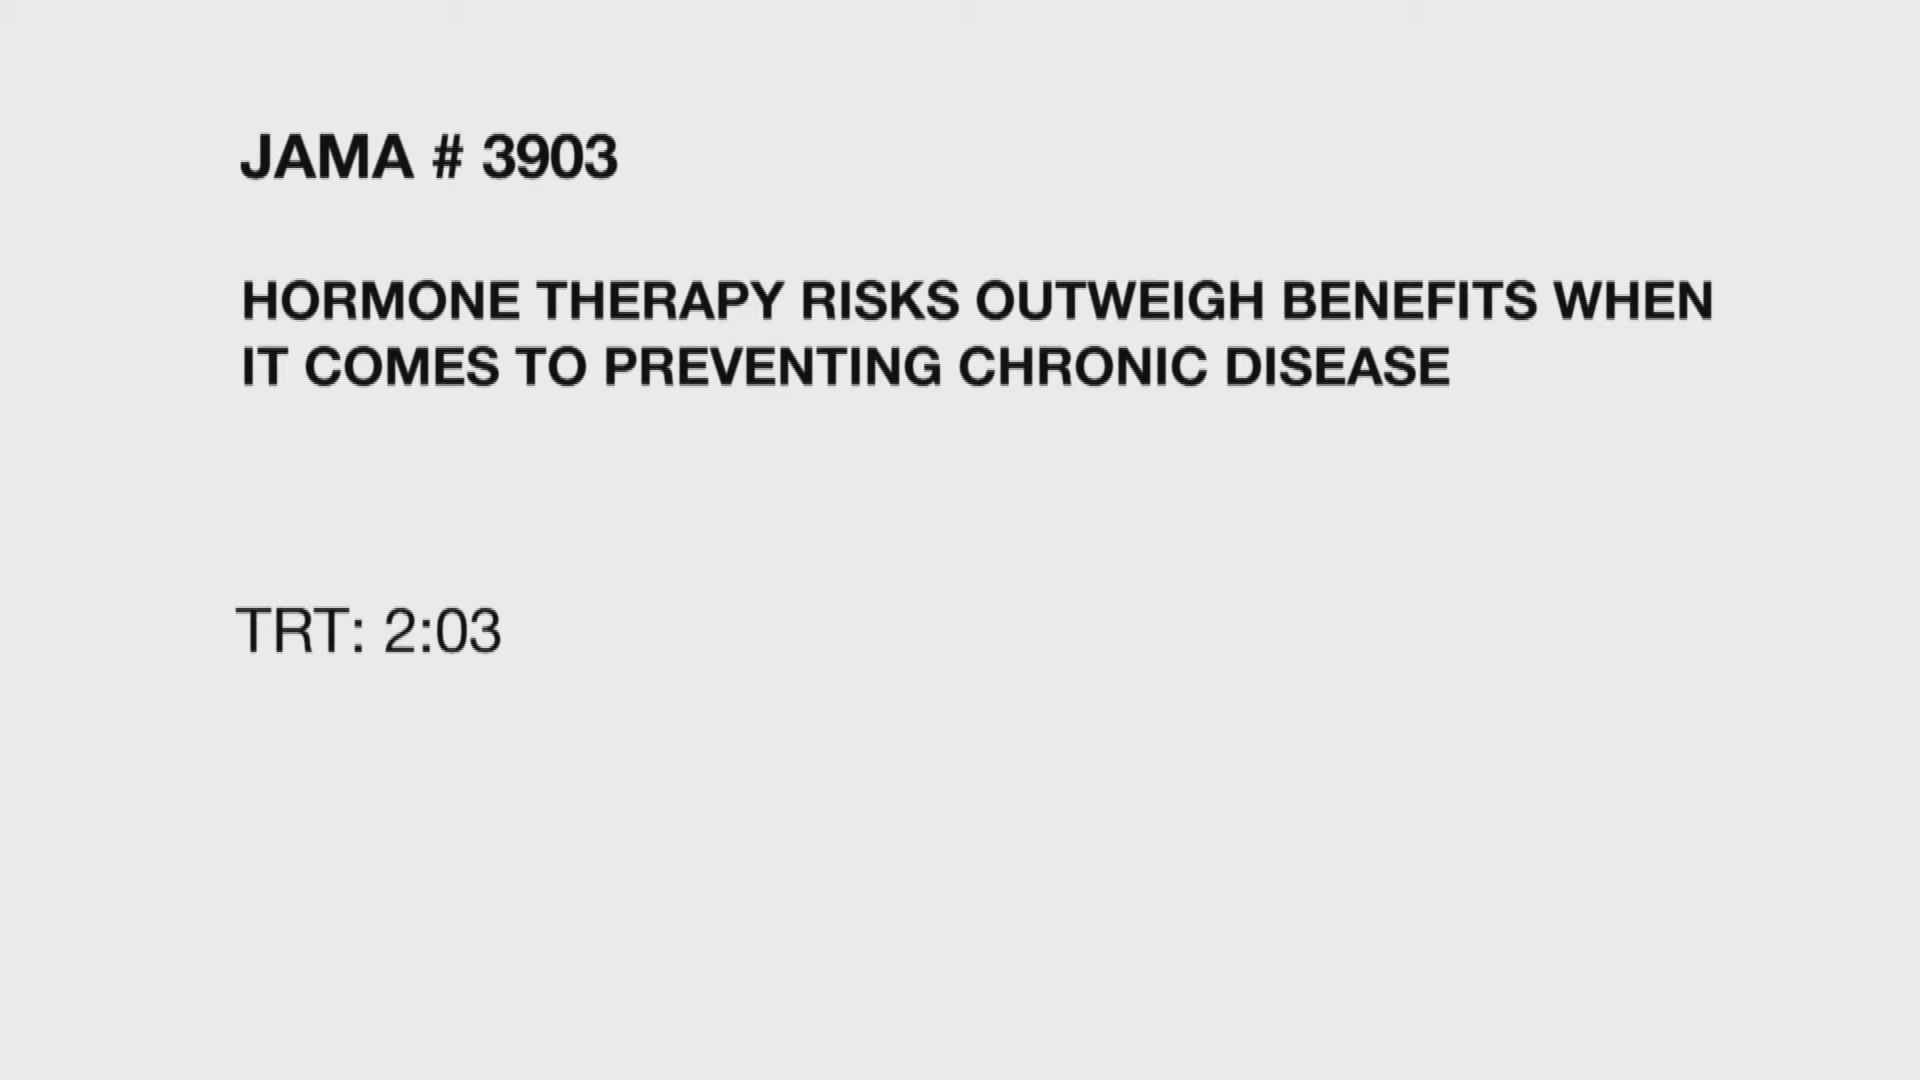 JAMA # 3903
HORMONE THERAPY RISKS OUTWEIGH BENEFITS WHEN
IT COMES TO PREVENTING CHRONIC DISEASE
TRT: 2:03